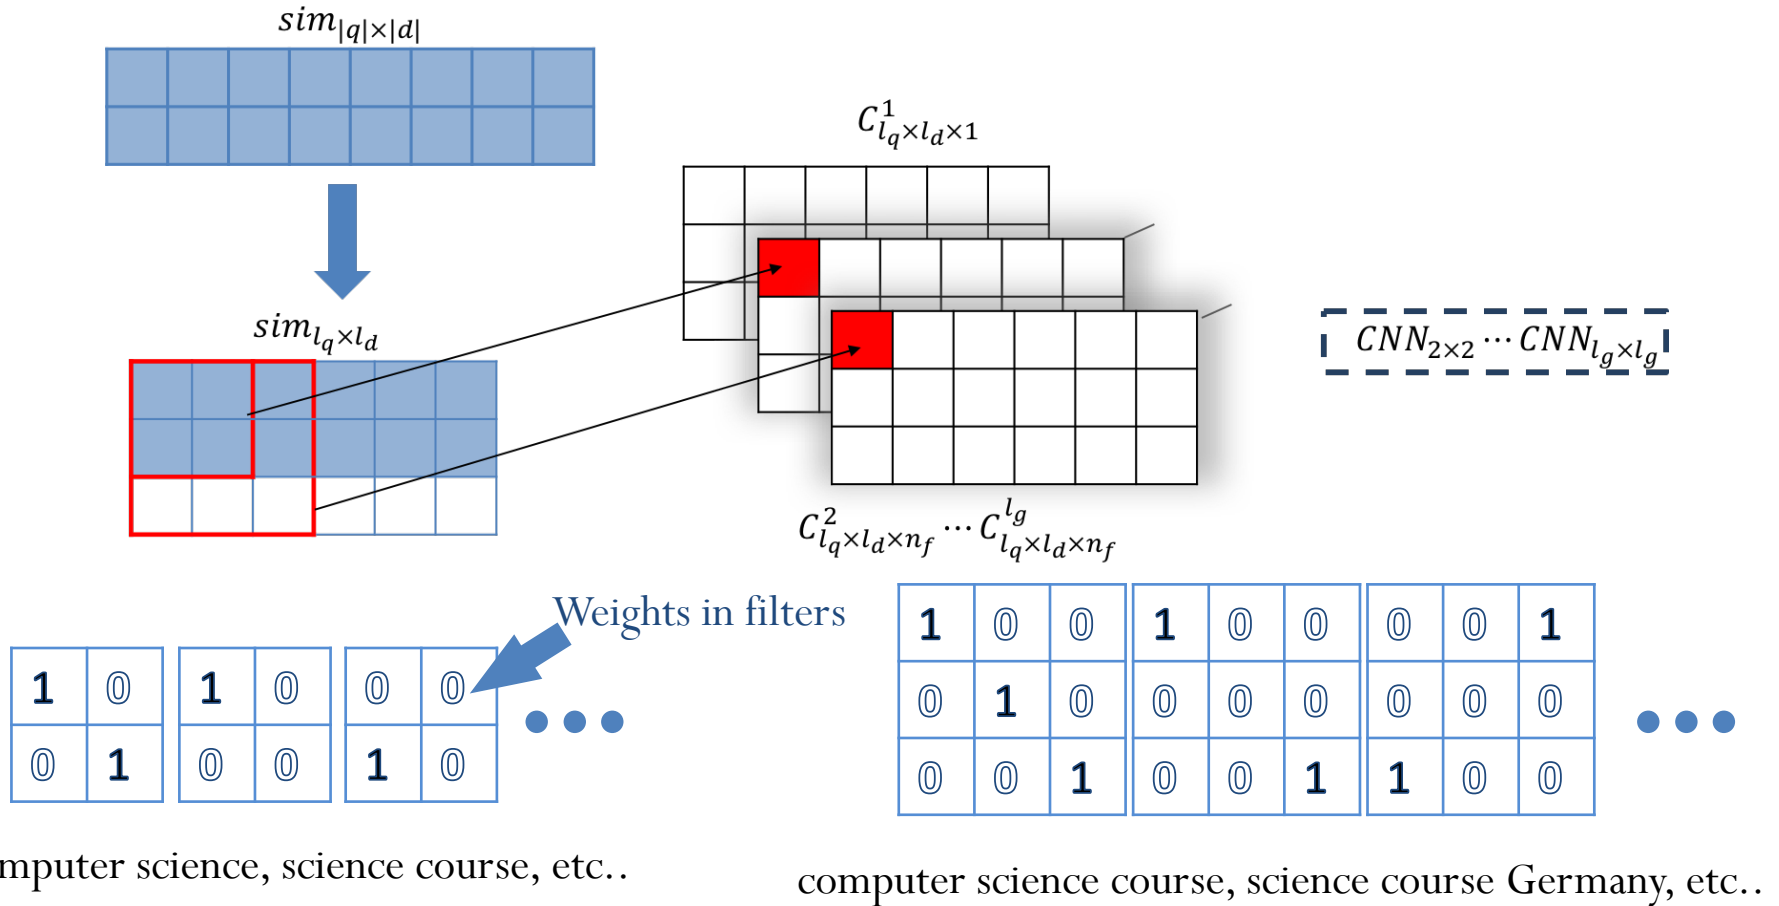 sim|q|×|d|
C^1_{l_q×l_d×1}
sim_{l_q×l_d}
CNN_{2×2} ⋯ CNN_{l_g×l_g}
C^2_{l_q×l_d×n_f} ⋯ C^{l_g}_{l_q×l_d×n_f}
Weights in filters
1 0 1 0 0 0
0 1 0 0 1 0
1 0 0 1 0 0 0 0 1
0 1 0 0 0 0 0 0 0
0 0 1 0 0 1 1 0 0
mputer science, science course, etc..
computer science course, science course Germany, etc..